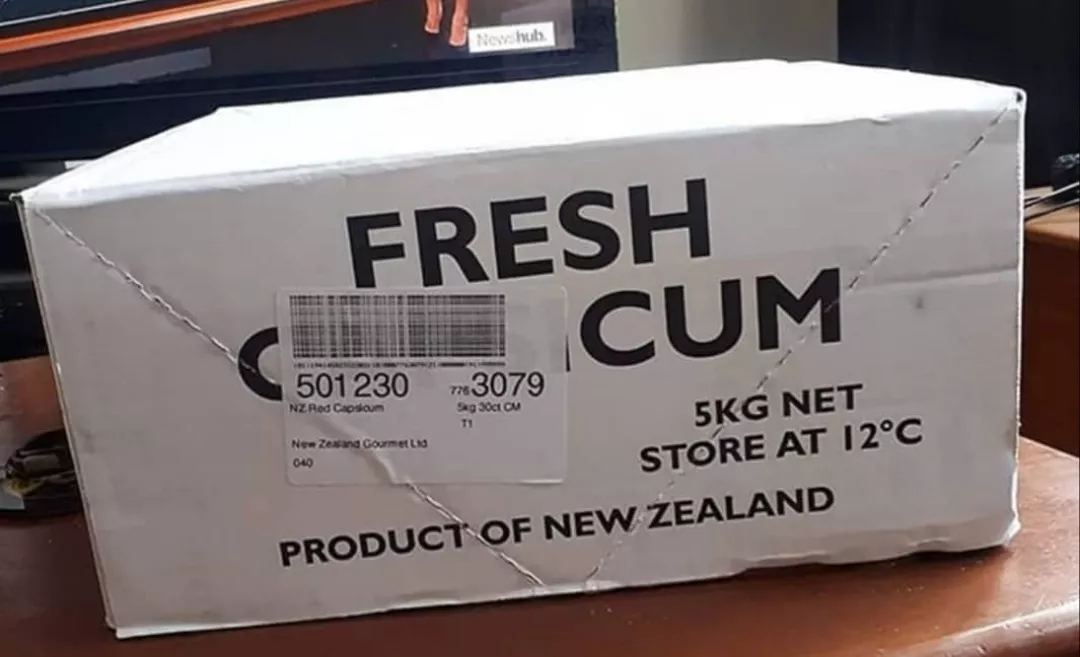 Newshub.
FRESH
C CUM
501230 776 3079
NZ Red Capsicum 5kg 30ct CM
T1
New Zealand Gourmet Ltd
040
5KG NET
STORE AT 12°C
PRODUCT OF NEW ZEALAND